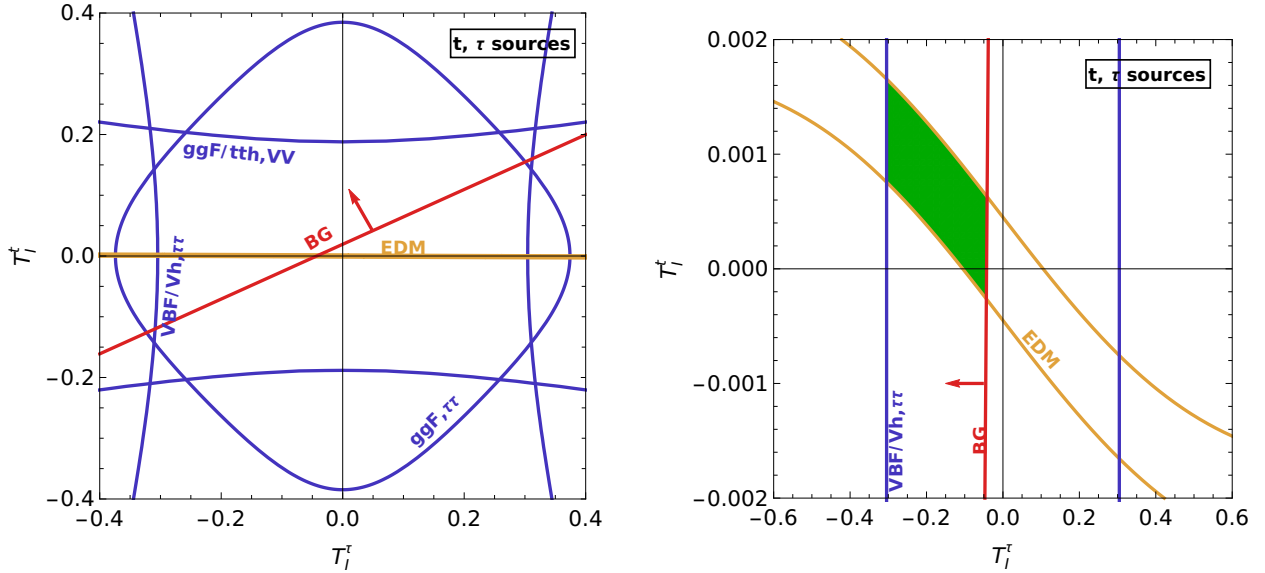 t, τ sources
ggF/tth,VV
BG
EDM
VBF/Vh,ττ
ggF,ττ
0.4
0.2
0.0
−0.2
−0.4
−0.4
−0.2
0.0
0.2
0.4
T_I^t
T_I^τ
t, τ sources
EDM
BG
VBF/Vh,ττ
0.002
0.001
0.000
−0.001
−0.002
−0.6
−0.4
−0.2
0.0
0.2
0.4
0.6
T_I^t
T_I^τ